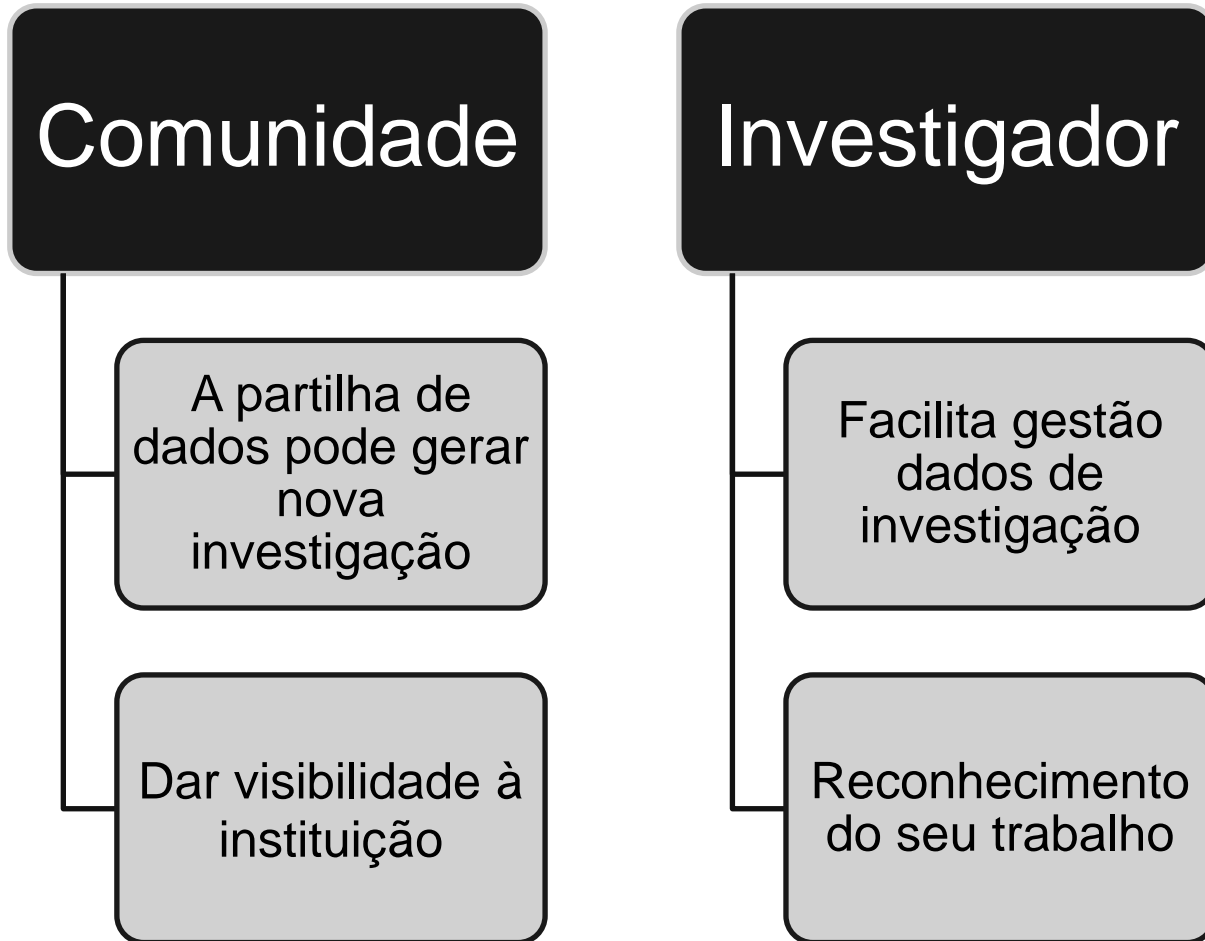 Comunidade
A partilha de
dados pode gerar
nova
investigação
Dar visibilidade à
instituição
Investigador
Facilita gestão
dados de
investigação
Reconhecimento
do seu trabalho